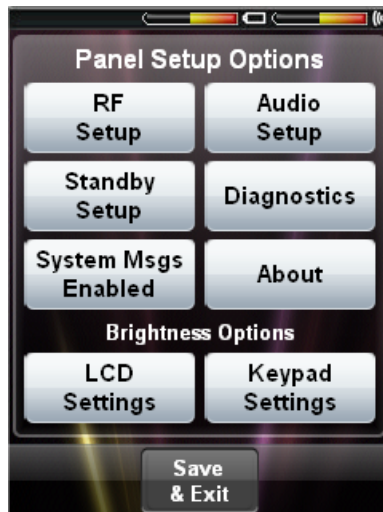 Panel Setup Options
RF
Setup
Audio
Setup
Standby
Setup
Diagnostics
System Msgs
Enabled
About
Brightness Options
LCD
Settings
Keypad
Settings
Save
& Exit